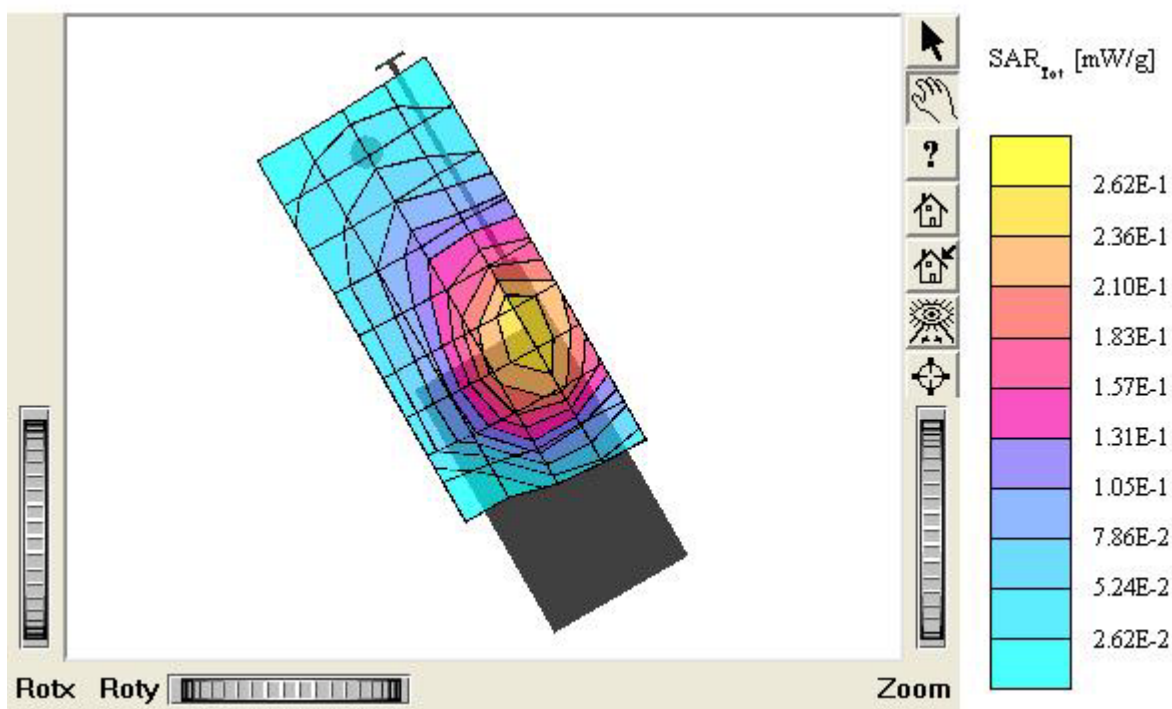 SAR_Tot [mW/g]
?
2.62E-1
2.36E-1
2.10E-1
1.83E-1
1.57E-1
1.31E-1
1.05E-1
7.86E-2
5.24E-2
2.62E-2
Rotx Roty Zoom